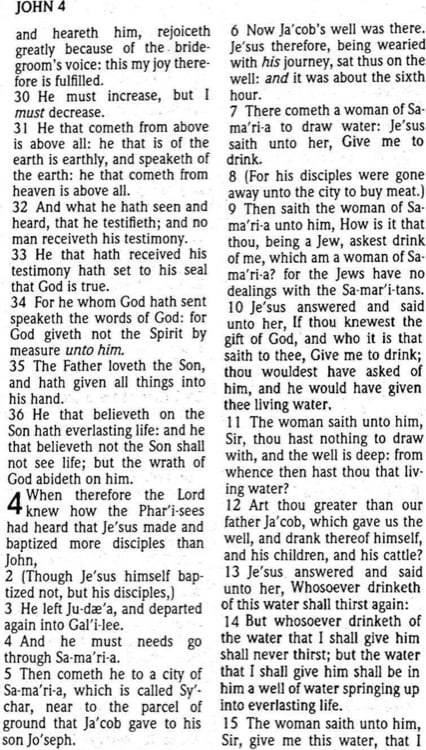 JOHN 4
and heareth him, rejoiceth
greatly because of the bride-
groom's voice: this my joy there-
fore is fulfilled.
30 He must increase, but I
must decrease.
31 He that cometh from above
is above all: he that is of the
earth is earthly, and speaketh of
the earth: he that cometh from
heaven is above all.
32 And what he hath seen and
heard, that he testifieth; and no
man receiveth his testimony.
33 He that hath received his
testimony hath set to his seal
that God is true.
34 For he whom God hath sent
speaketh the words of God: for
God giveth not the Spirit by
measure unto him.
35 The Father loveth the Son,
and hath given all things into
his hand.
36 He that believeth on the
Son hath everlasting life: and he
that believeth not the Son shall
not see life; but the wrath of
God abideth on him.
4 When therefore the Lord
knew how the Phar'i-sees
had heard that Je'sus made and
baptized more disciples than
John,
2 (Though Je'sus himself bap-
tized not, but his disciples,)
3 He left Ju-dæ'a, and departed
again into Gal'i-lee.
4 And he must needs go
through Sa-ma'ri-a.
5 Then cometh he to a city of
Sa-ma'ri-a, which is called Sy'-
char, near to the parcel of
ground that Ja'cob gave to his
son Jo'seph.
6 Now Ja'cob's well was there.
Je'sus therefore, being wearied
with his journey, sat thus on the
well: and it was about the sixth
hour.
7 There cometh a woman of Sa-
ma'ri-a to draw water: Je'sus
saith unto her, Give me to
drink.
8 (For his disciples were gone
away unto the city to buy meat.)
9 Then saith the woman of Sa-
ma'ri-a unto him, How is it that
thou, being a Jew, askest drink
of me, which am a woman of Sa-
ma'ri-a? for the Jews have no
dealings with the Sa-mar'i-tans.
10 Je'sus answered and said
unto her, If thou knewest the
gift of God, and who it is that
saith to thee, Give me to drink;
thou wouldest have asked of
him, and he would have given
thee living water.
11 The woman saith unto him,
Sir, thou hast nothing to draw
with, and the well is deep: from
whence then hast thou that liv-
ing water?
12 Art thou greater than our
father Ja'cob, which gave us the
well, and drank thereof himself,
and his children, and his cattle?
13 Je'sus answered and said
unto her, Whosoever drinketh
of this water shall thirst again:
14 But whosoever drinketh of
the water that I shall give him
shall never thirst; but the water
that I shall give him shall be in
him a well of water springing up
into everlasting life.
15 The woman saith unto him,
Sir, give me this water, that I